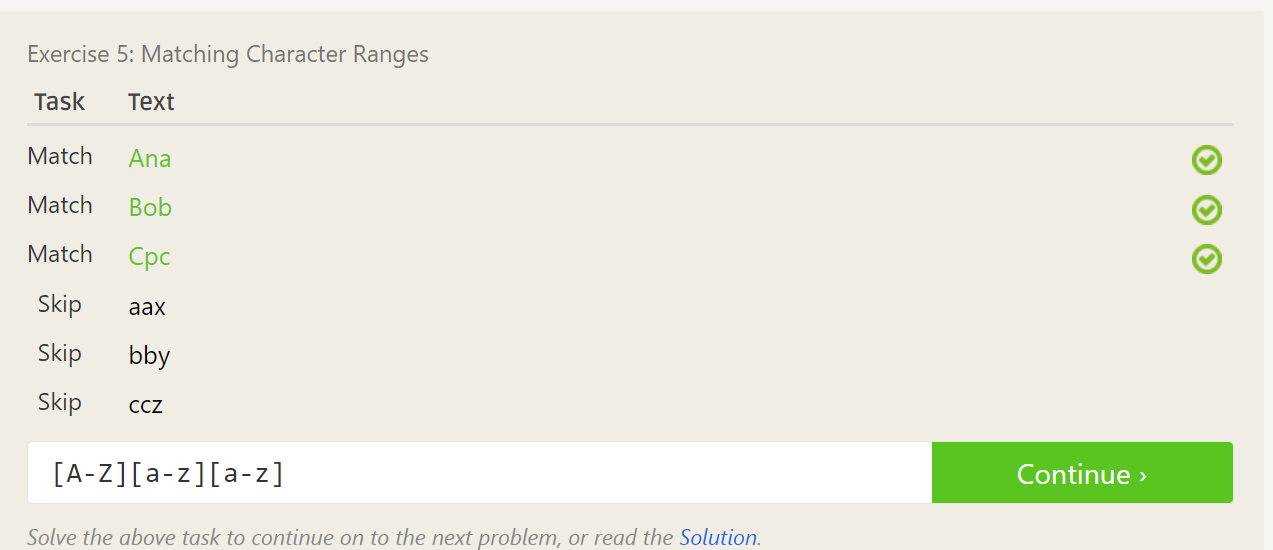 Exercise 5: Matching Character Ranges
Task Text
Match Ana
Match Bob
Match Cpc
Skip aax
Skip bby
Skip ccz
[A-Z][a-z][a-z] Continue ›
Solve the above task to continue on to the next problem, or read the Solution.